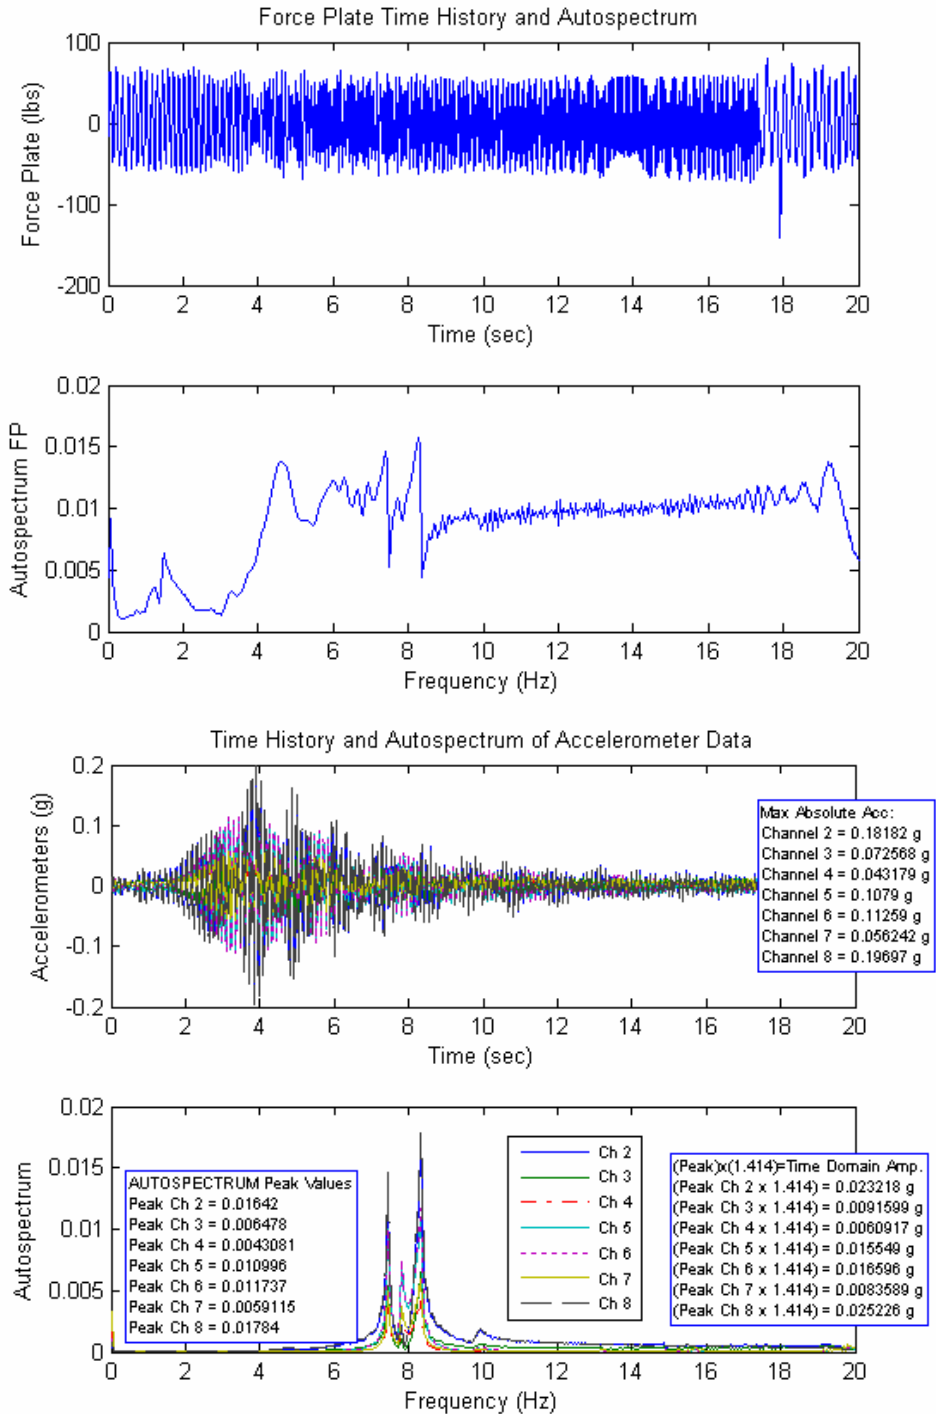 Force Plate Time History and Autospectrum
Force Plate (lbs)
100
0
-100
-200
0 2 4 6 8 10 12 14 16 18 20
Time (sec)
Autospectrum FP
0.02
0.015
0.01
0.005
0
0 2 4 6 8 10 12 14 16 18 20
Frequency (Hz)
Time History and Autospectrum of Accelerometer Data
Accelerometers (g)
0.2
0.1
0
-0.1
-0.2
0 2 4 6 8 10 12 14 16 18 20
Time (sec)
Max Absolute Acc:
Channel 2 = 0.18182 g
Channel 3 = 0.072568 g
Channel 4 = 0.043179 g
Channel 5 = 0.1079 g
Channel 6 = 0.11259 g
Channel 7 = 0.056242 g
Channel 8 = 0.19697 g
Autospectrum
0.02
0.015
0.01
0.005
0
AUTOSPECTRUM Peak Values
Peak Ch 2 = 0.01642
Peak Ch 3 = 0.006478
Peak Ch 4 = 0.0043081
Peak Ch 5 = 0.010996
Peak Ch 6 = 0.011737
Peak Ch 7 = 0.0059115
Peak Ch 8 = 0.01784
Ch 2
Ch 3
Ch 4
Ch 5
Ch 6
Ch 7
Ch 8
(Peak)x(1.414)=Time Domain Amp.
(Peak Ch 2 x 1.414) = 0.023218 g
(Peak Ch 3 x 1.414) = 0.0091599 g
(Peak Ch 4 x 1.414) = 0.0060917 g
(Peak Ch 5 x 1.414) = 0.015549 g
(Peak Ch 6 x 1.414) = 0.016596 g
(Peak Ch 7 x 1.414) = 0.0083589 g
(Peak Ch 8 x 1.414) = 0.025226 g
0 2 4 6 8 10 12 14 16 18 20
Frequency (Hz)